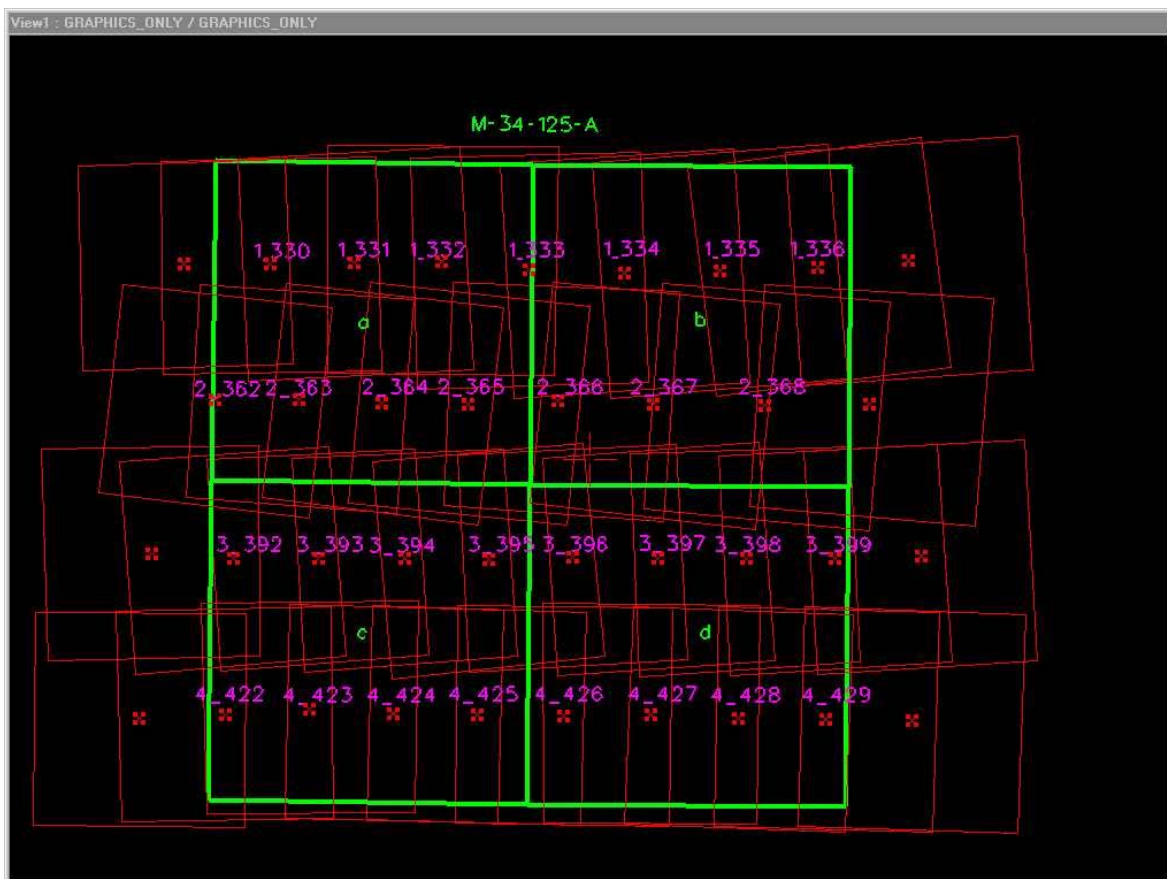 View1 : GRAPHICS_ONLY / GRAPHICS_ONLY
M-34-125-A
1_330 1_331 1_332 1_333 1_334 1_335 1_336
a b
2_362 2_363 2_364 2_365 2_366 2_367 2_368
3_392 3_393 3_394 3_395 3_396 3_397 3_398 3_399
c d
4_422 4_423 4_424 4_425 4_426 4_427 4_428 4_429